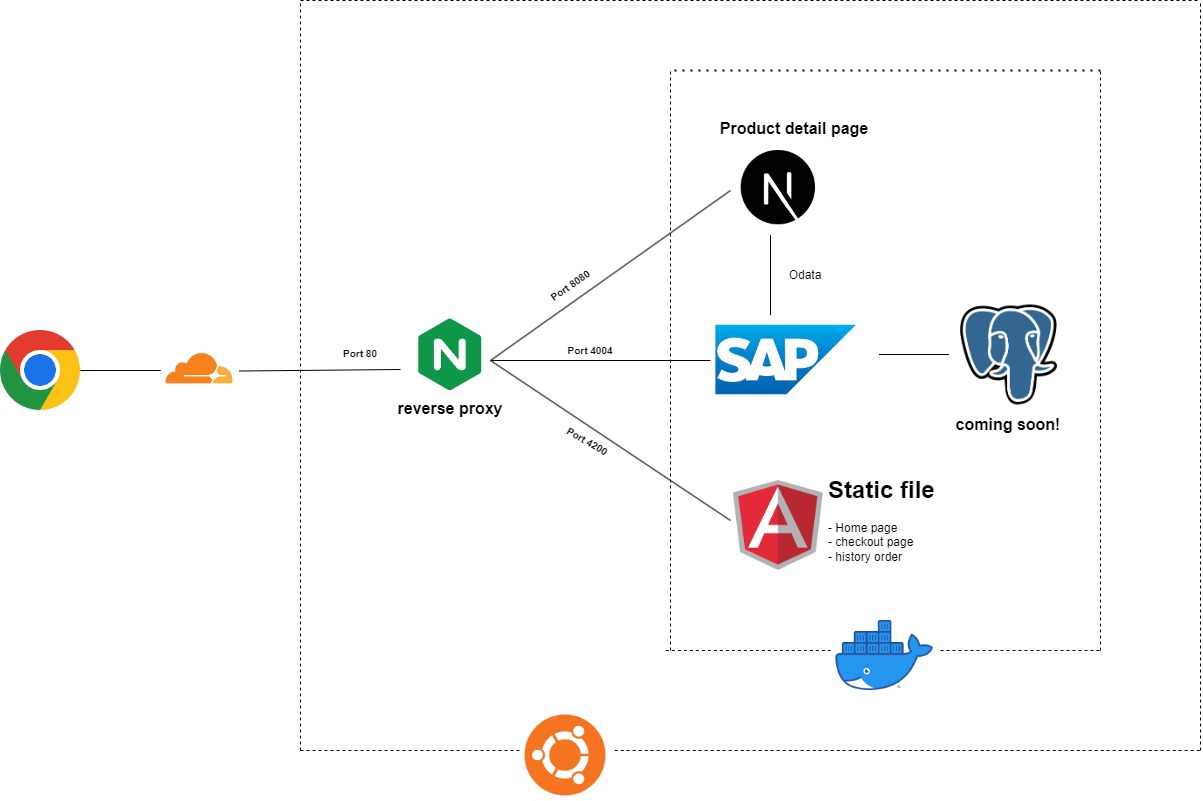 Product detail page
N
Odata
Port 8080
Port 80
N
Port 4004
SAP
reverse proxy
coming soon!
Port 4200
A
Static file
- Home page
- checkout page
- history order